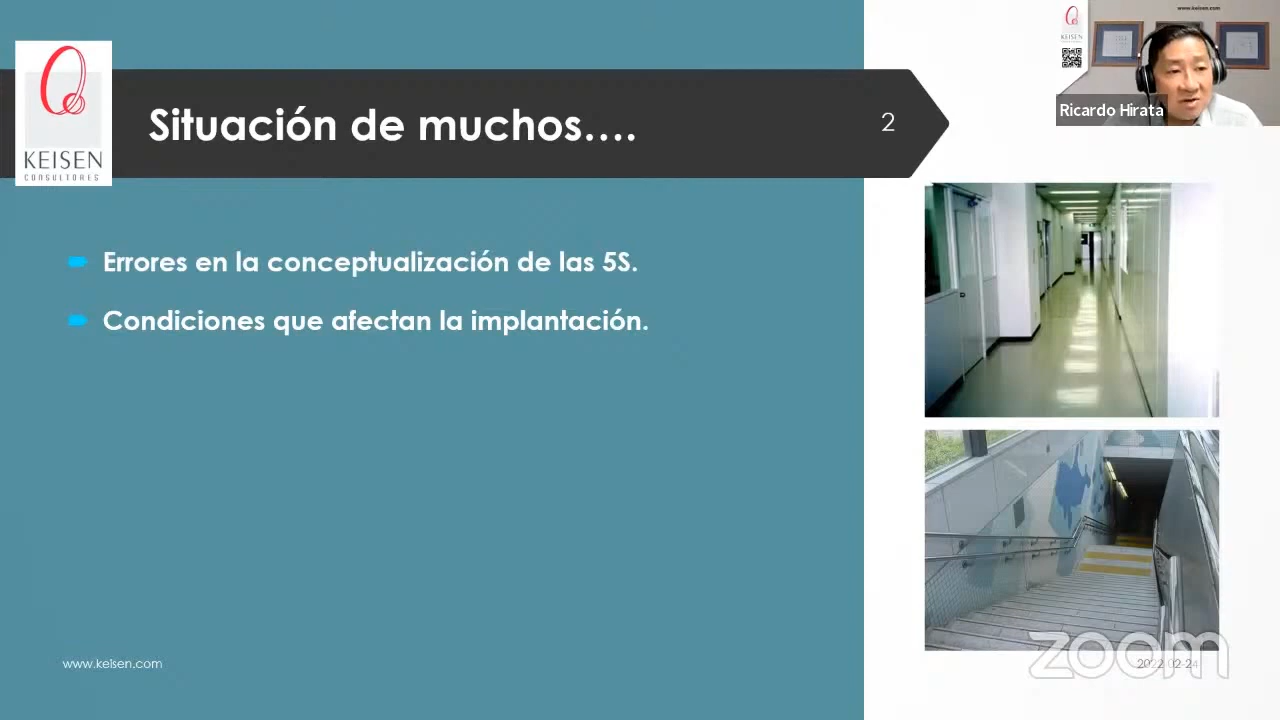 www.keisen.com
KEISEN
Ricardo Hirata
KEISEN
CONSULTORES
Situación de muchos….
2
Errores en la conceptualización de las 5S.
Condiciones que afectan la implantación.
www.keisen.com
2022-02-24
zoom